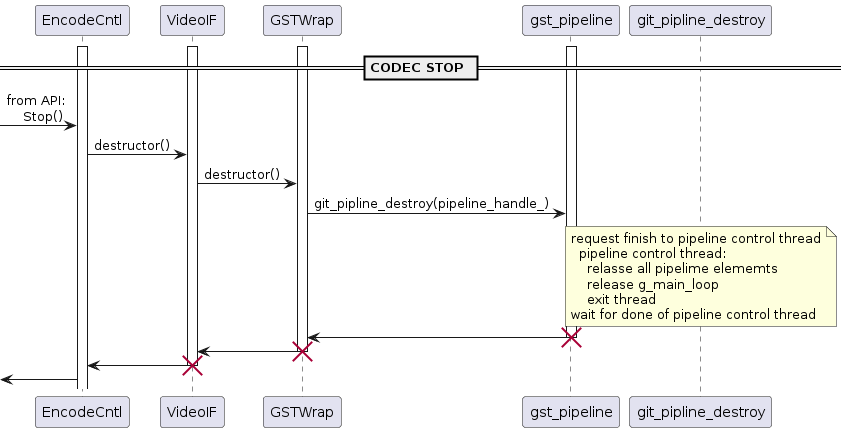 EncodeCntl
VideoIF
GSTWrap
gst_pipeline
git_pipline_destroy
CODEC STOP
from API:
Stop()
destructor()
destructor()
git_pipline_destroy(pipeline_handle_)
request finish to pipeline control thread
pipeline control thread:
relasse all pipelime elememts
release g_main_loop
exit thread
wait for done of pipeline control thread
EncodeCntl
VideoIF
GSTWrap
gst_pipeline
git_pipline_destroy